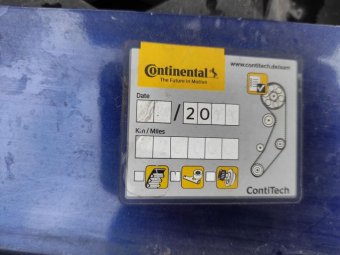 Continental
The Future in Motion
www.contitech.de/aam
Date
/ 20
Km / Miles
ContiTech